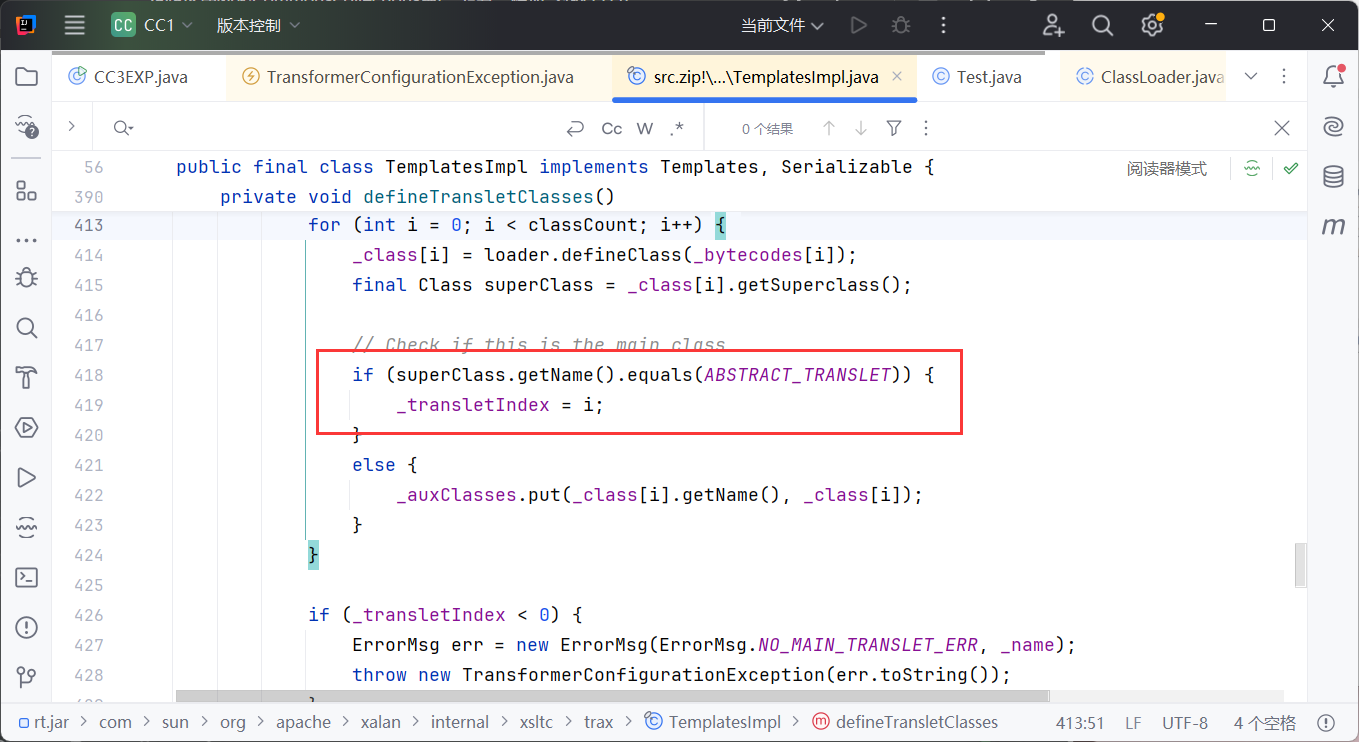 CC CC1 版本控制 当前文件
CC3EXP.java TransformerConfigurationException.java src.zip!\...\TemplatesImpl.java Test.java ClassLoader.java
Cc W .* 0 个结果
56 public final class TemplatesImpl implements Templates, Serializable { 阅读器模式
390 private void defineTransletClasses()
413 for (int i = 0; i < classCount; i++) {
414 _class[i] = loader.defineClass(_bytecodes[i]);
415 final Class superClass = _class[i].getSuperclass();
416
417 // Check if this is the main class
418 if (superClass.getName().equals(ABSTRACT_TRANSLET)) {
419 _transletIndex = i;
420 }
421 else {
422 _auxClasses.put(_class[i].getName(), _class[i]);
423 }
424 }
425
426 if (_transletIndex < 0) {
427 ErrorMsg err = new ErrorMsg(ErrorMsg.NO_MAIN_TRANSLET_ERR, _name);
428 throw new TransformerConfigurationException(err.toString());
rt.jar > com > sun > org > apache > xalan > internal > xsltc > trax > TemplatesImpl > defineTransletClasses 413:51 LF UTF-8 4 个空格